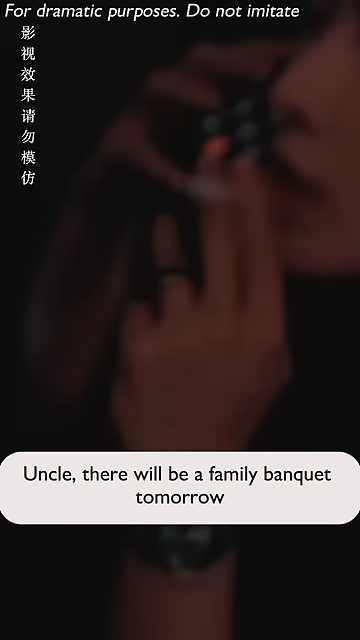 For dramatic purposes. Do not imitate
影视效果请勿模仿
Uncle, there will be a family banquet
tomorrow